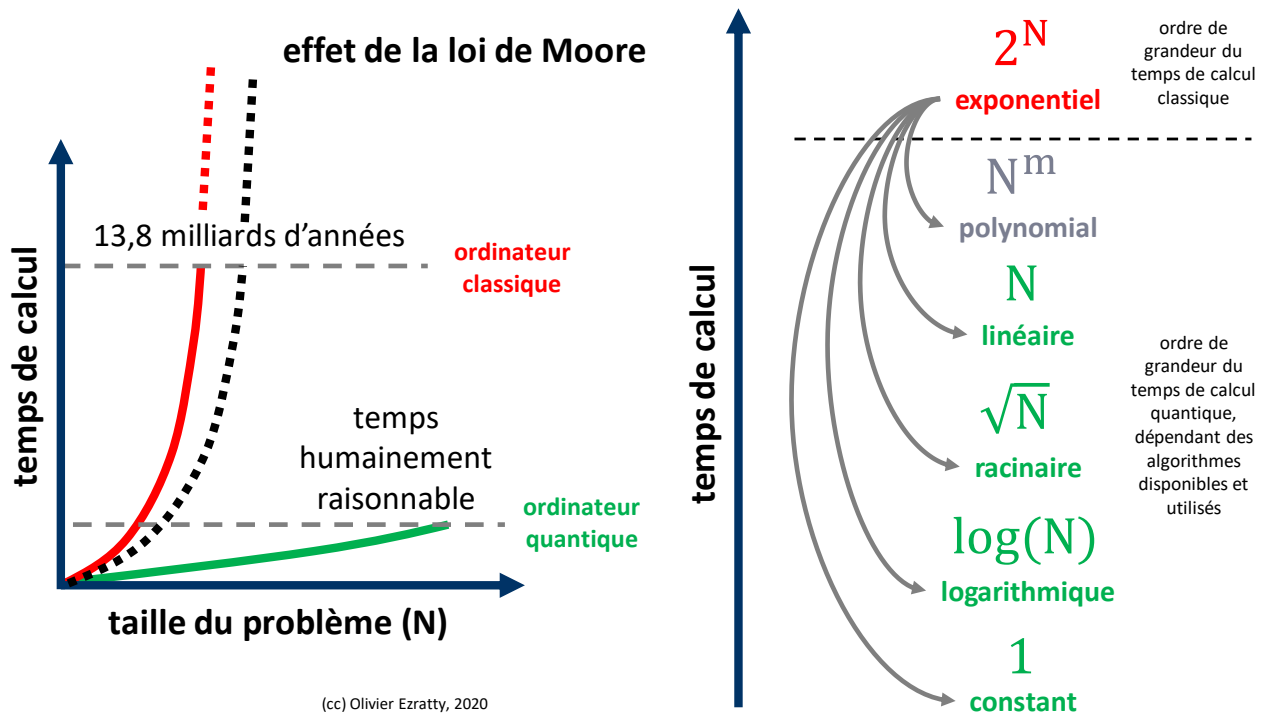 effet de la loi de Moore
temps de calcul
13,8 milliards d’années
ordinateur
classique
temps
humainement
raisonnable
ordinateur
quantique
taille du problème (N)
(cc) Olivier Ezratty, 2020
temps de calcul
2^N
exponentiel
ordre de
grandeur du
temps de calcul
classique
N^m
polynomial
N
linéaire
√N
racinaire
log(N)
logarithmique
1
constant
ordre de
grandeur du
temps de calcul
quantique,
dépendant des
algorithmes
disponibles et
utilisés